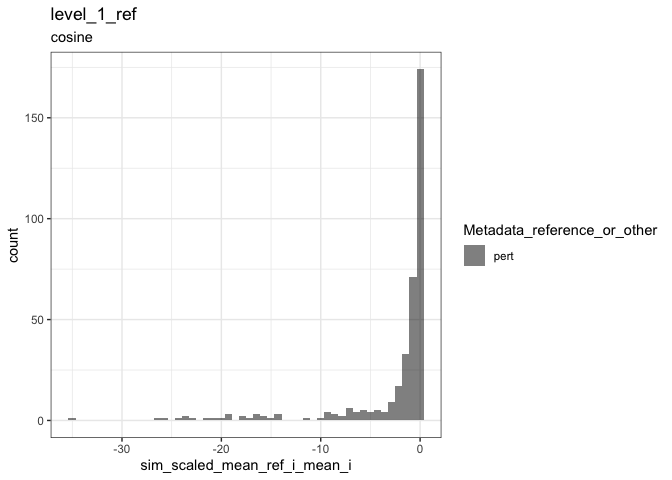 level_1_ref
cosine
150
100
50
0
count
-30
-20
-10
0
sim_scaled_mean_ref_i_mean_i
Metadata_reference_or_other
pert